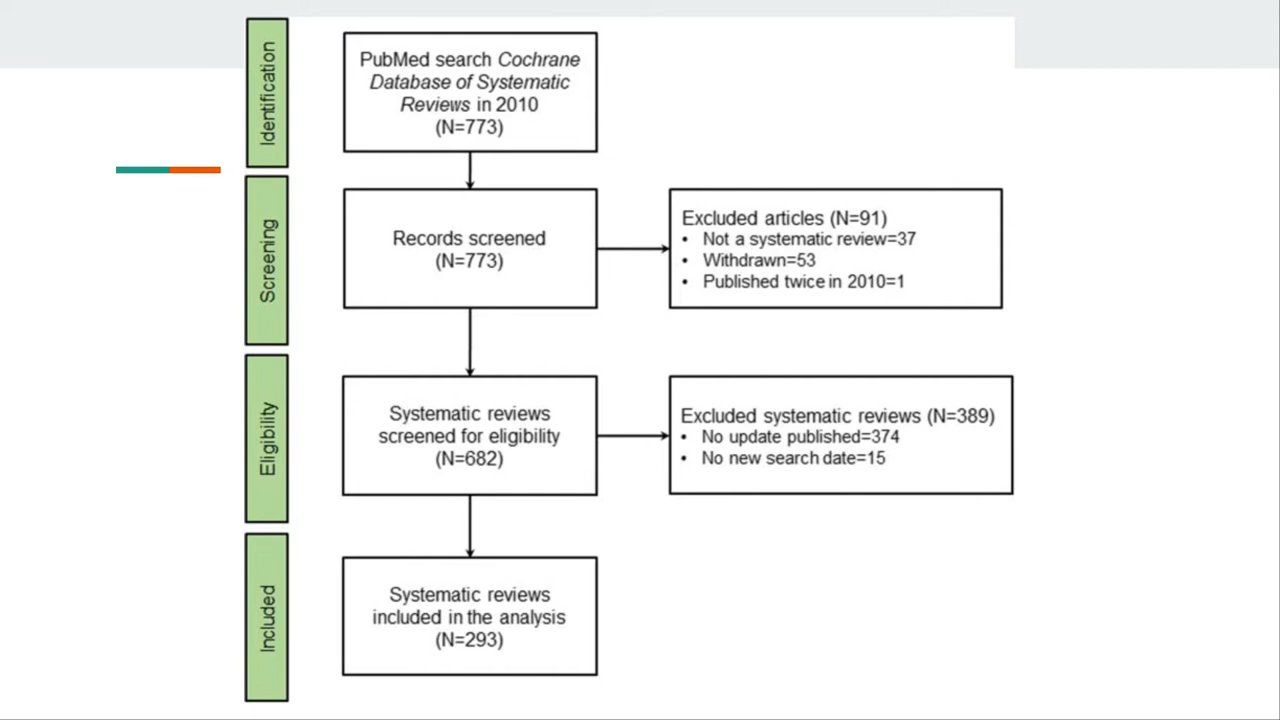 Identification
PubMed search Cochrane
Database of Systematic
Reviews in 2010
(N=773)
Screening
Records screened
(N=773)
Excluded articles (N=91)
• Not a systematic review=37
• Withdrawn=53
• Published twice in 2010=1
Eligibility
Systematic reviews
screened for eligibility
(N=682)
Excluded systematic reviews (N=389)
• No update published=374
• No new search date=15
Included
Systematic reviews
included in the analysis
(N=293)